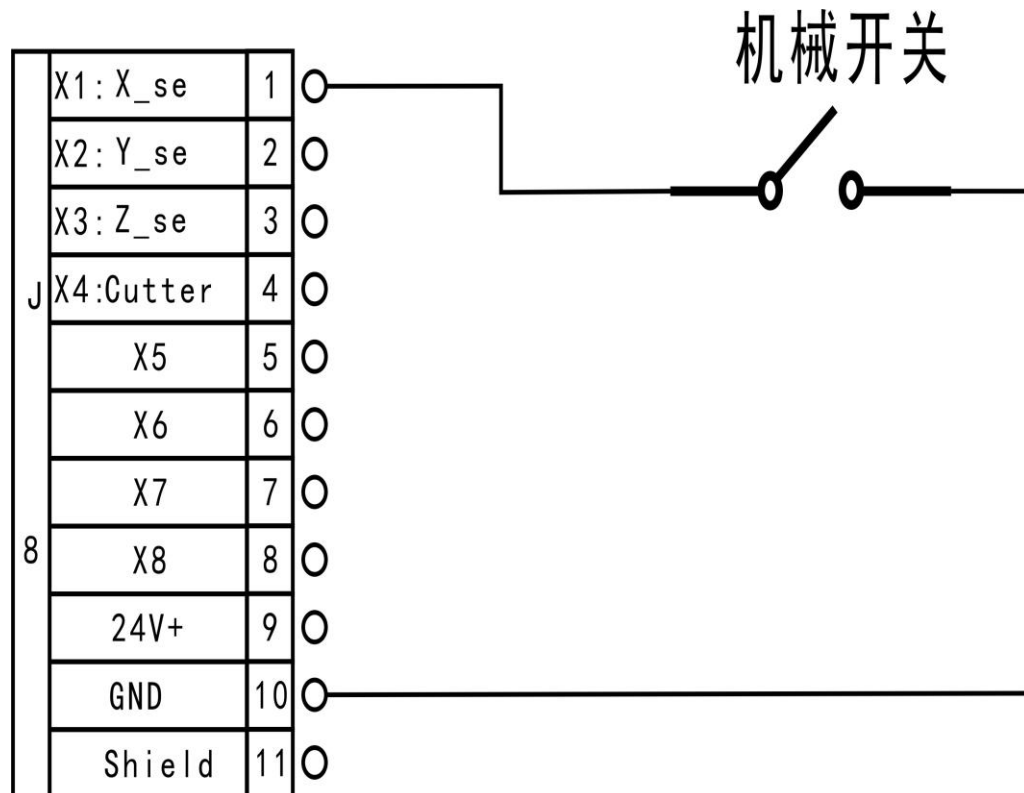 机械开关
X1: X_se 1
X2: Y_se 2
X3: Z_se 3
J X4:Cutter 4
X5 5
X6 6
X7 7
8 X8 8
24V+ 9
GND 10
Shield 11